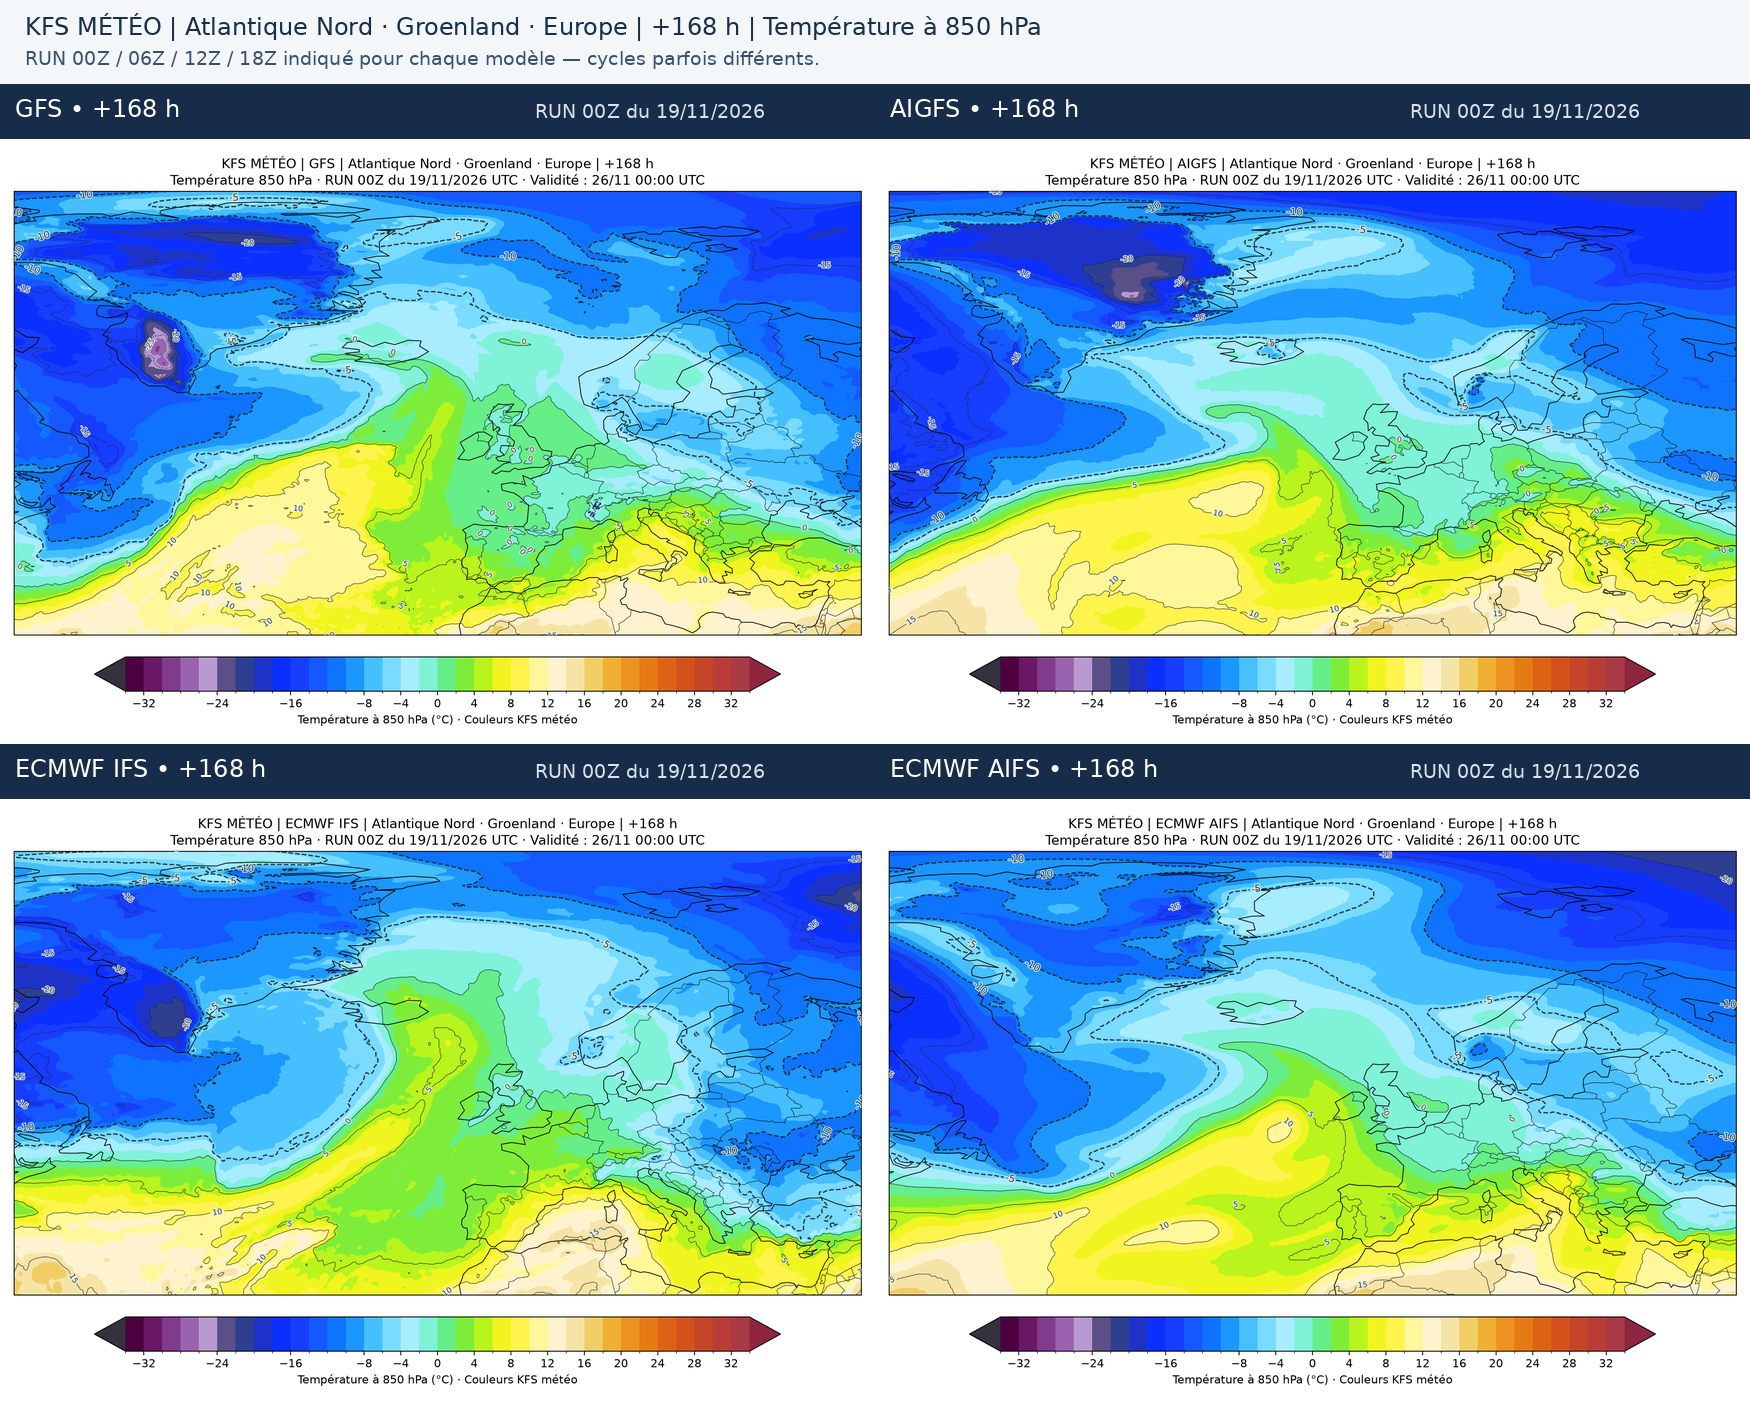 KFS MÉTÉO | Atlantique Nord · Groenland · Europe | +168 h | Température à 850 hPa
RUN 00Z / 06Z / 12Z / 18Z indiqué pour chaque modèle — cycles parfois différents.
GFS • +168 h RUN 00Z du 19/11/2026
AIGFS • +168 h RUN 00Z du 19/11/2026
KFS MÉTÉO | GFS | Atlantique Nord · Groenland · Europe | +168 h
Température 850 hPa · RUN 00Z du 19/11/2026 UTC · Validité : 26/11 00:00 UTC
KFS MÉTÉO | AIGFS | Atlantique Nord · Groenland · Europe | +168 h
Température 850 hPa · RUN 00Z du 19/11/2026 UTC · Validité : 26/11 00:00 UTC
−32 −24 −16 −8 −4 0 4 8 12 16 20 24 28 32
Température à 850 hPa (°C) · Couleurs KFS météo
−32 −24 −16 −8 −4 0 4 8 12 16 20 24 28 32
Température à 850 hPa (°C) · Couleurs KFS météo
ECMWF IFS • +168 h RUN 00Z du 19/11/2026
ECMWF AIFS • +168 h RUN 00Z du 19/11/2026
KFS MÉTÉO | ECMWF IFS | Atlantique Nord · Groenland · Europe | +168 h
Température 850 hPa · RUN 00Z du 19/11/2026 UTC · Validité : 26/11 00:00 UTC
KFS MÉTÉO | ECMWF AIFS | Atlantique Nord · Groenland · Europe | +168 h
Température 850 hPa · RUN 00Z du 19/11/2026 UTC · Validité : 26/11 00:00 UTC
−32 −24 −16 −8 −4 0 4 8 12 16 20 24 28 32
Température à 850 hPa (°C) · Couleurs KFS météo
−32 −24 −16 −8 −4 0 4 8 12 16 20 24 28 32
Température à 850 hPa (°C) · Couleurs KFS météo